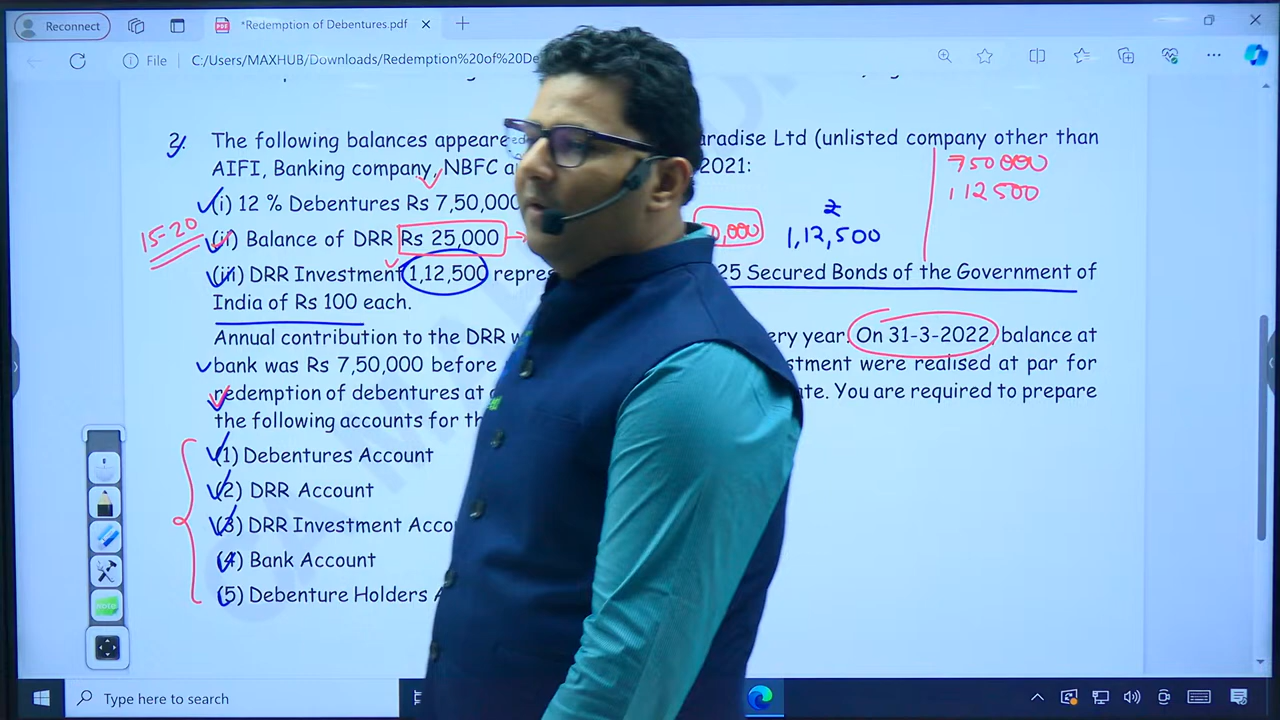 Reconnect
*Redemption of Debentures.pdf
File C:/Users/MAXHUB/Downloads/Redemption%20of%20De
2. The following balances appeare aradise Ltd (unlisted company other than
AIFI, Banking company, NBFC a 2021:
750000
112500
(i) 12 % Debentures Rs 7,50,000
15-20
(ii) Balance of DRR Rs 25,000 → 0,000 ₹ 1,12,500
(iii) DRR Investment 1,12,500 repres 25 Secured Bonds of the Government of
India of Rs 100 each.
Annual contribution to the DRR w ery year. On 31-3-2022, balance at
bank was Rs 7,50,000 before stment were realised at par for
redemption of debentures at ate. You are required to prepare
the following accounts for th
(1) Debentures Account
(2) DRR Account
(3) DRR Investment Acco
(4) Bank Account
(5) Debenture Holders A
note
Type here to search